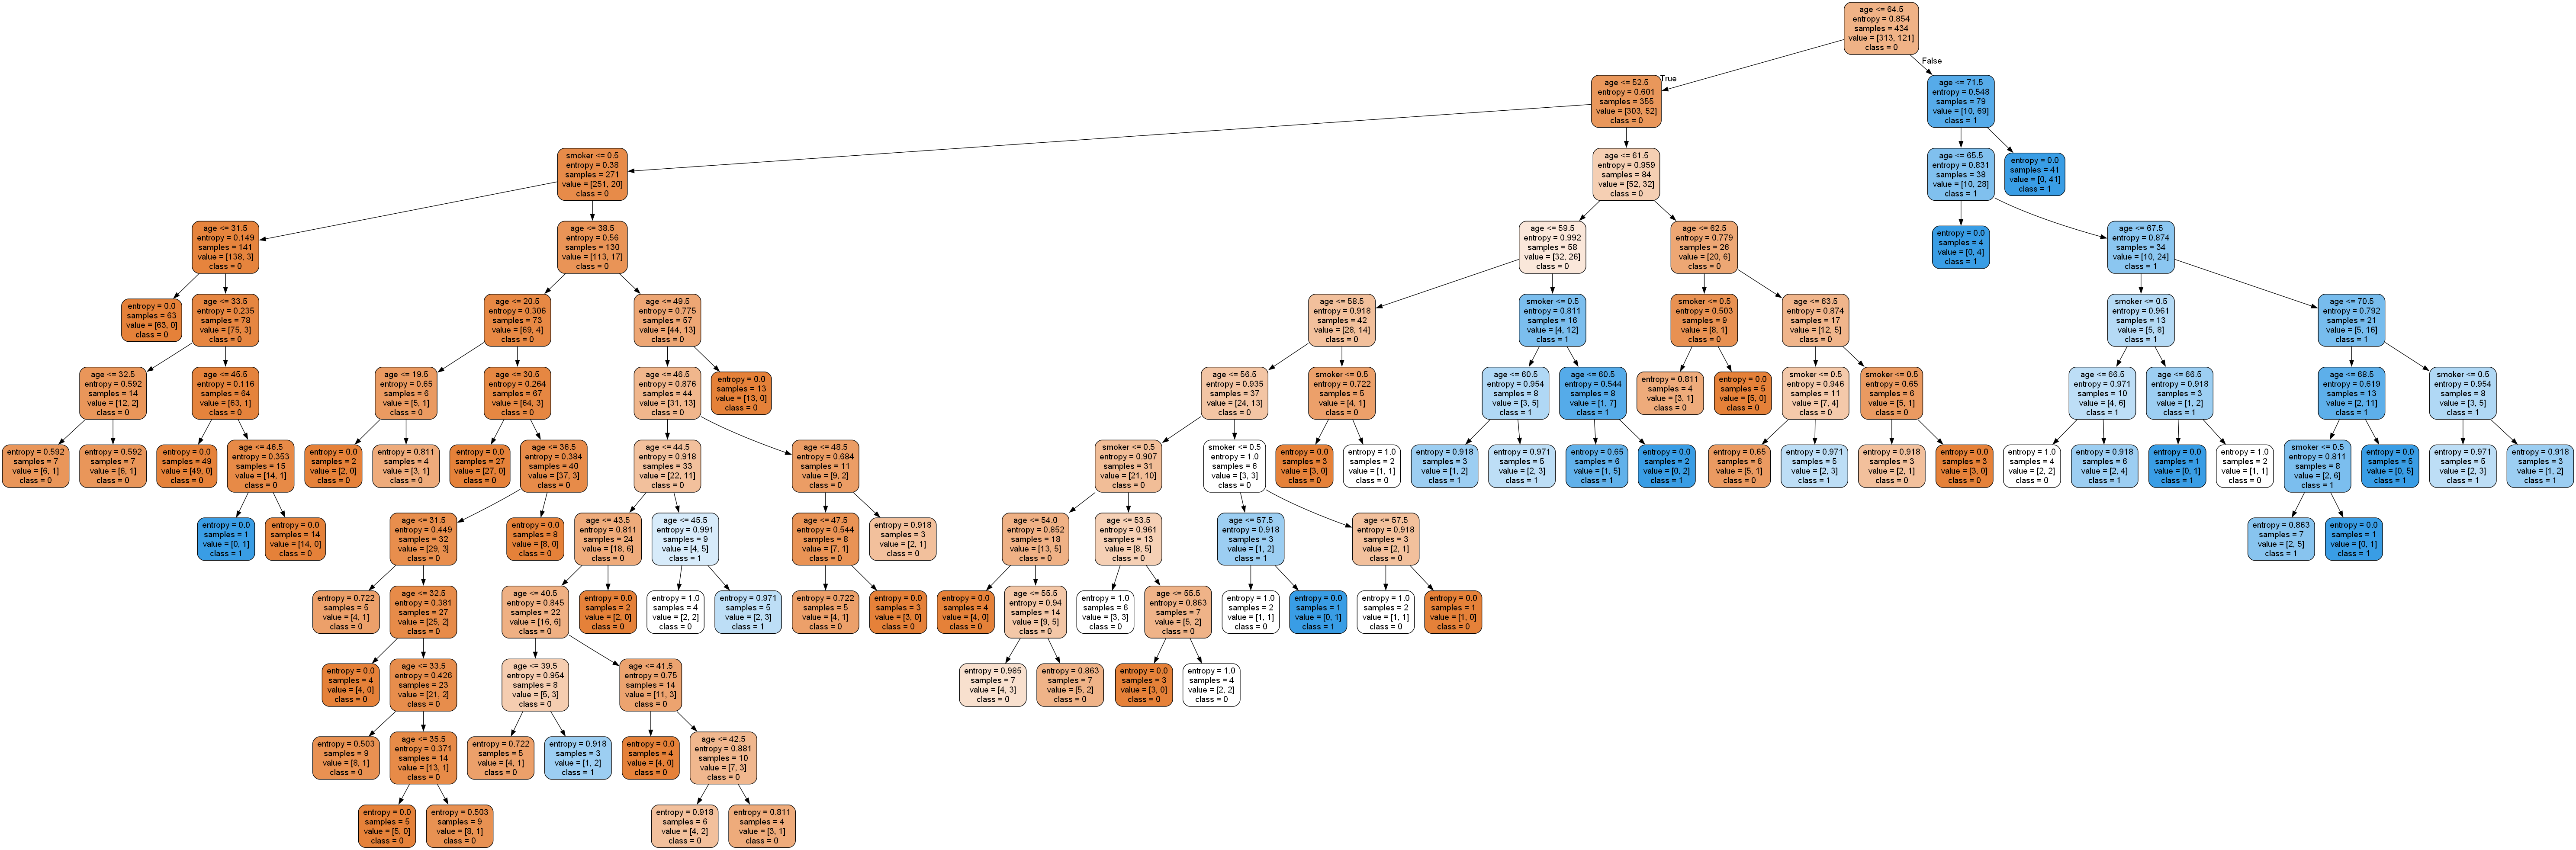 age <= 64.5
entropy = 0.854
samples = 434
value = [313, 121]
class = 0
True
False
age <= 52.5
entropy = 0.601
samples = 355
value = [303, 52]
class = 0
age <= 71.5
entropy = 0.548
samples = 79
value = [10, 69]
class = 1
smoker <= 0.5
entropy = 0.38
samples = 271
value = [251, 20]
class = 0
age <= 61.5
entropy = 0.959
samples = 84
value = [52, 32]
class = 0
age <= 65.5
entropy = 0.831
samples = 38
value = [10, 28]
class = 1
entropy = 0.0
samples = 41
value = [0, 41]
class = 1
age <= 31.5
entropy = 0.149
samples = 141
value = [138, 3]
class = 0
age <= 38.5
entropy = 0.56
samples = 130
value = [113, 17]
class = 0
age <= 59.5
entropy = 0.992
samples = 58
value = [32, 26]
class = 0
age <= 62.5
entropy = 0.779
samples = 26
value = [20, 6]
class = 0
entropy = 0.0
samples = 4
value = [0, 4]
class = 1
age <= 67.5
entropy = 0.874
samples = 34
value = [10, 24]
class = 1
entropy = 0.0
samples = 63
value = [63, 0]
class = 0
age <= 33.5
entropy = 0.235
samples = 78
value = [75, 3]
class = 0
age <= 20.5
entropy = 0.306
samples = 73
value = [69, 4]
class = 0
age <= 49.5
entropy = 0.775
samples = 57
value = [44, 13]
class = 0
age <= 58.5
entropy = 0.918
samples = 42
value = [28, 14]
class = 0
smoker <= 0.5
entropy = 0.811
samples = 16
value = [4, 12]
class = 1
smoker <= 0.5
entropy = 0.503
samples = 9
value = [8, 1]
class = 0
age <= 63.5
entropy = 0.874
samples = 17
value = [12, 5]
class = 0
smoker <= 0.5
entropy = 0.961
samples = 13
value = [5, 8]
class = 1
age <= 70.5
entropy = 0.792
samples = 21
value = [5, 16]
class = 1
age <= 32.5
entropy = 0.592
samples = 14
value = [12, 2]
class = 0
age <= 45.5
entropy = 0.116
samples = 64
value = [63, 1]
class = 0
age <= 19.5
entropy = 0.65
samples = 6
value = [5, 1]
class = 0
age <= 30.5
entropy = 0.264
samples = 67
value = [64, 3]
class = 0
age <= 46.5
entropy = 0.876
samples = 44
value = [31, 13]
class = 0
entropy = 0.0
samples = 13
value = [13, 0]
class = 0
age <= 56.5
entropy = 0.935
samples = 37
value = [24, 13]
class = 0
smoker <= 0.5
entropy = 0.722
samples = 5
value = [4, 1]
class = 0
age <= 60.5
entropy = 0.954
samples = 8
value = [3, 5]
class = 1
age <= 60.5
entropy = 0.544
samples = 8
value = [1, 7]
class = 1
entropy = 0.811
samples = 4
value = [3, 1]
class = 0
entropy = 0.0
samples = 5
value = [5, 0]
class = 0
smoker <= 0.5
entropy = 0.946
samples = 11
value = [7, 4]
class = 0
smoker <= 0.5
entropy = 0.65
samples = 6
value = [5, 1]
class = 0
age <= 66.5
entropy = 0.971
samples = 10
value = [4, 6]
class = 1
age <= 66.5
entropy = 0.918
samples = 3
value = [1, 2]
class = 1
age <= 68.5
entropy = 0.619
samples = 13
value = [2, 11]
class = 1
smoker <= 0.5
entropy = 0.954
samples = 8
value = [3, 5]
class = 1
entropy = 0.592
samples = 7
value = [6, 1]
class = 0
entropy = 0.592
samples = 7
value = [6, 1]
class = 0
entropy = 0.0
samples = 49
value = [49, 0]
class = 0
age <= 46.5
entropy = 0.353
samples = 15
value = [14, 1]
class = 0
entropy = 0.0
samples = 2
value = [2, 0]
class = 0
entropy = 0.811
samples = 4
value = [3, 1]
class = 0
entropy = 0.0
samples = 27
value = [27, 0]
class = 0
age <= 36.5
entropy = 0.384
samples = 40
value = [37, 3]
class = 0
age <= 44.5
entropy = 0.918
samples = 33
value = [22, 11]
class = 0
age <= 48.5
entropy = 0.684
samples = 11
value = [9, 2]
class = 0
smoker <= 0.5
entropy = 0.907
samples = 31
value = [21, 10]
class = 0
smoker <= 0.5
entropy = 1.0
samples = 6
value = [3, 3]
class = 0
entropy = 0.0
samples = 3
value = [3, 0]
class = 0
entropy = 1.0
samples = 2
value = [1, 1]
class = 0
entropy = 0.918
samples = 3
value = [1, 2]
class = 1
entropy = 0.971
samples = 5
value = [2, 3]
class = 1
entropy = 0.65
samples = 6
value = [1, 5]
class = 1
entropy = 0.0
samples = 2
value = [0, 2]
class = 1
entropy = 0.65
samples = 6
value = [5, 1]
class = 0
entropy = 0.971
samples = 5
value = [2, 3]
class = 1
entropy = 0.918
samples = 3
value = [2, 1]
class = 0
entropy = 0.0
samples = 3
value = [3, 0]
class = 0
entropy = 1.0
samples = 4
value = [2, 2]
class = 0
entropy = 0.918
samples = 6
value = [2, 4]
class = 1
entropy = 0.0
samples = 1
value = [0, 1]
class = 1
entropy = 1.0
samples = 2
value = [1, 1]
class = 0
smoker <= 0.5
entropy = 0.811
samples = 8
value = [2, 6]
class = 1
entropy = 0.0
samples = 5
value = [0, 5]
class = 1
entropy = 0.971
samples = 5
value = [2, 3]
class = 1
entropy = 0.918
samples = 3
value = [1, 2]
class = 1
entropy = 0.0
samples = 1
value = [0, 1]
class = 1
entropy = 0.0
samples = 14
value = [14, 0]
class = 0
age <= 31.5
entropy = 0.449
samples = 32
value = [29, 3]
class = 0
entropy = 0.0
samples = 8
value = [8, 0]
class = 0
age <= 43.5
entropy = 0.811
samples = 24
value = [18, 6]
class = 0
age <= 45.5
entropy = 0.991
samples = 9
value = [4, 5]
class = 1
age <= 47.5
entropy = 0.544
samples = 8
value = [7, 1]
class = 0
entropy = 0.918
samples = 3
value = [2, 1]
class = 0
age <= 54.0
entropy = 0.852
samples = 18
value = [13, 5]
class = 0
age <= 53.5
entropy = 0.961
samples = 13
value = [8, 5]
class = 0
age <= 57.5
entropy = 0.918
samples = 3
value = [1, 2]
class = 1
age <= 57.5
entropy = 0.918
samples = 3
value = [2, 1]
class = 0
entropy = 0.863
samples = 7
value = [2, 5]
class = 1
entropy = 0.0
samples = 1
value = [0, 1]
class = 1
entropy = 0.722
samples = 5
value = [4, 1]
class = 0
age <= 32.5
entropy = 0.381
samples = 27
value = [25, 2]
class = 0
age <= 40.5
entropy = 0.845
samples = 22
value = [16, 6]
class = 0
entropy = 0.0
samples = 2
value = [2, 0]
class = 0
entropy = 1.0
samples = 4
value = [2, 2]
class = 0
entropy = 0.971
samples = 5
value = [2, 3]
class = 1
entropy = 0.722
samples = 5
value = [4, 1]
class = 0
entropy = 0.0
samples = 3
value = [3, 0]
class = 0
entropy = 0.0
samples = 4
value = [4, 0]
class = 0
age <= 55.5
entropy = 0.94
samples = 14
value = [9, 5]
class = 0
entropy = 1.0
samples = 6
value = [3, 3]
class = 0
age <= 55.5
entropy = 0.863
samples = 7
value = [5, 2]
class = 0
entropy = 1.0
samples = 2
value = [1, 1]
class = 0
entropy = 0.0
samples = 1
value = [0, 1]
class = 1
entropy = 1.0
samples = 2
value = [1, 1]
class = 0
entropy = 0.0
samples = 1
value = [1, 0]
class = 0
entropy = 0.0
samples = 4
value = [4, 0]
class = 0
age <= 33.5
entropy = 0.426
samples = 23
value = [21, 2]
class = 0
age <= 39.5
entropy = 0.954
samples = 8
value = [5, 3]
class = 0
age <= 41.5
entropy = 0.75
samples = 14
value = [11, 3]
class = 0
entropy = 0.985
samples = 7
value = [4, 3]
class = 0
entropy = 0.863
samples = 7
value = [5, 2]
class = 0
entropy = 0.0
samples = 3
value = [3, 0]
class = 0
entropy = 1.0
samples = 4
value = [2, 2]
class = 0
entropy = 0.503
samples = 9
value = [8, 1]
class = 0
age <= 35.5
entropy = 0.371
samples = 14
value = [13, 1]
class = 0
entropy = 0.722
samples = 5
value = [4, 1]
class = 0
entropy = 0.918
samples = 3
value = [1, 2]
class = 1
entropy = 0.0
samples = 4
value = [4, 0]
class = 0
age <= 42.5
entropy = 0.881
samples = 10
value = [7, 3]
class = 0
entropy = 0.0
samples = 5
value = [5, 0]
class = 0
entropy = 0.503
samples = 9
value = [8, 1]
class = 0
entropy = 0.918
samples = 6
value = [4, 2]
class = 0
entropy = 0.811
samples = 4
value = [3, 1]
class = 0